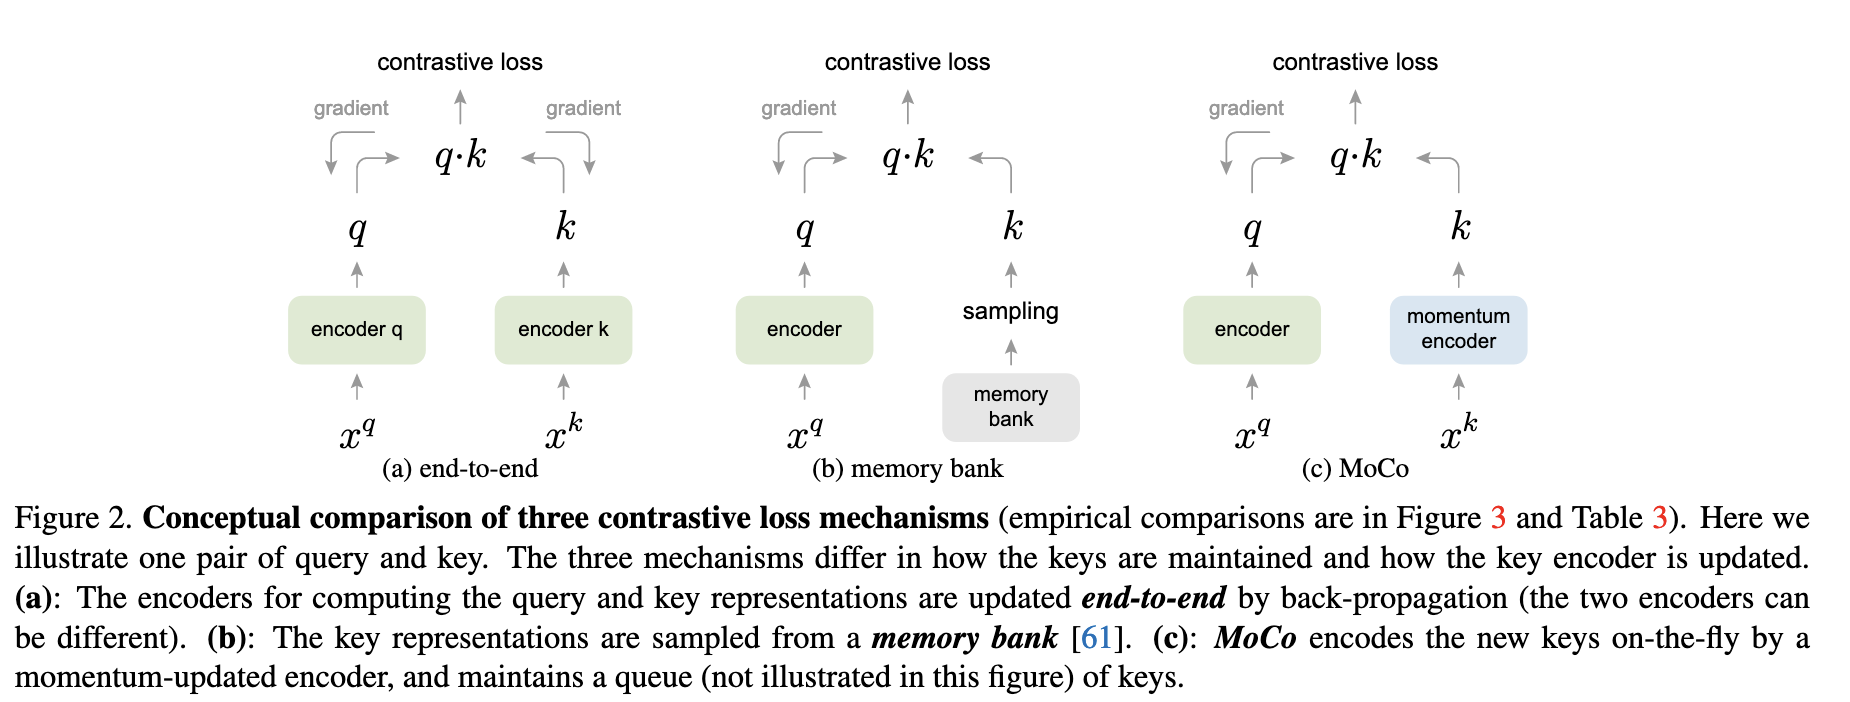 contrastive loss
gradient
gradient
q·k
q
k
encoder q
encoder k
x^q
x^k
(a) end-to-end
contrastive loss
gradient
q·k
q
k
sampling
encoder
memory
bank
x^q
(b) memory bank
contrastive loss
gradient
q·k
q
k
encoder
momentum
encoder
x^q
x^k
(c) MoCo
Figure 2. Conceptual comparison of three contrastive loss mechanisms (empirical comparisons are in Figure 3 and Table 3). Here we
illustrate one pair of query and key. The three mechanisms differ in how the keys are maintained and how the key encoder is updated.
(a): The encoders for computing the query and key representations are updated end-to-end by back-propagation (the two encoders can
be different). (b): The key representations are sampled from a memory bank [61]. (c): MoCo encodes the new keys on-the-fly by a
momentum-updated encoder, and maintains a queue (not illustrated in this figure) of keys.